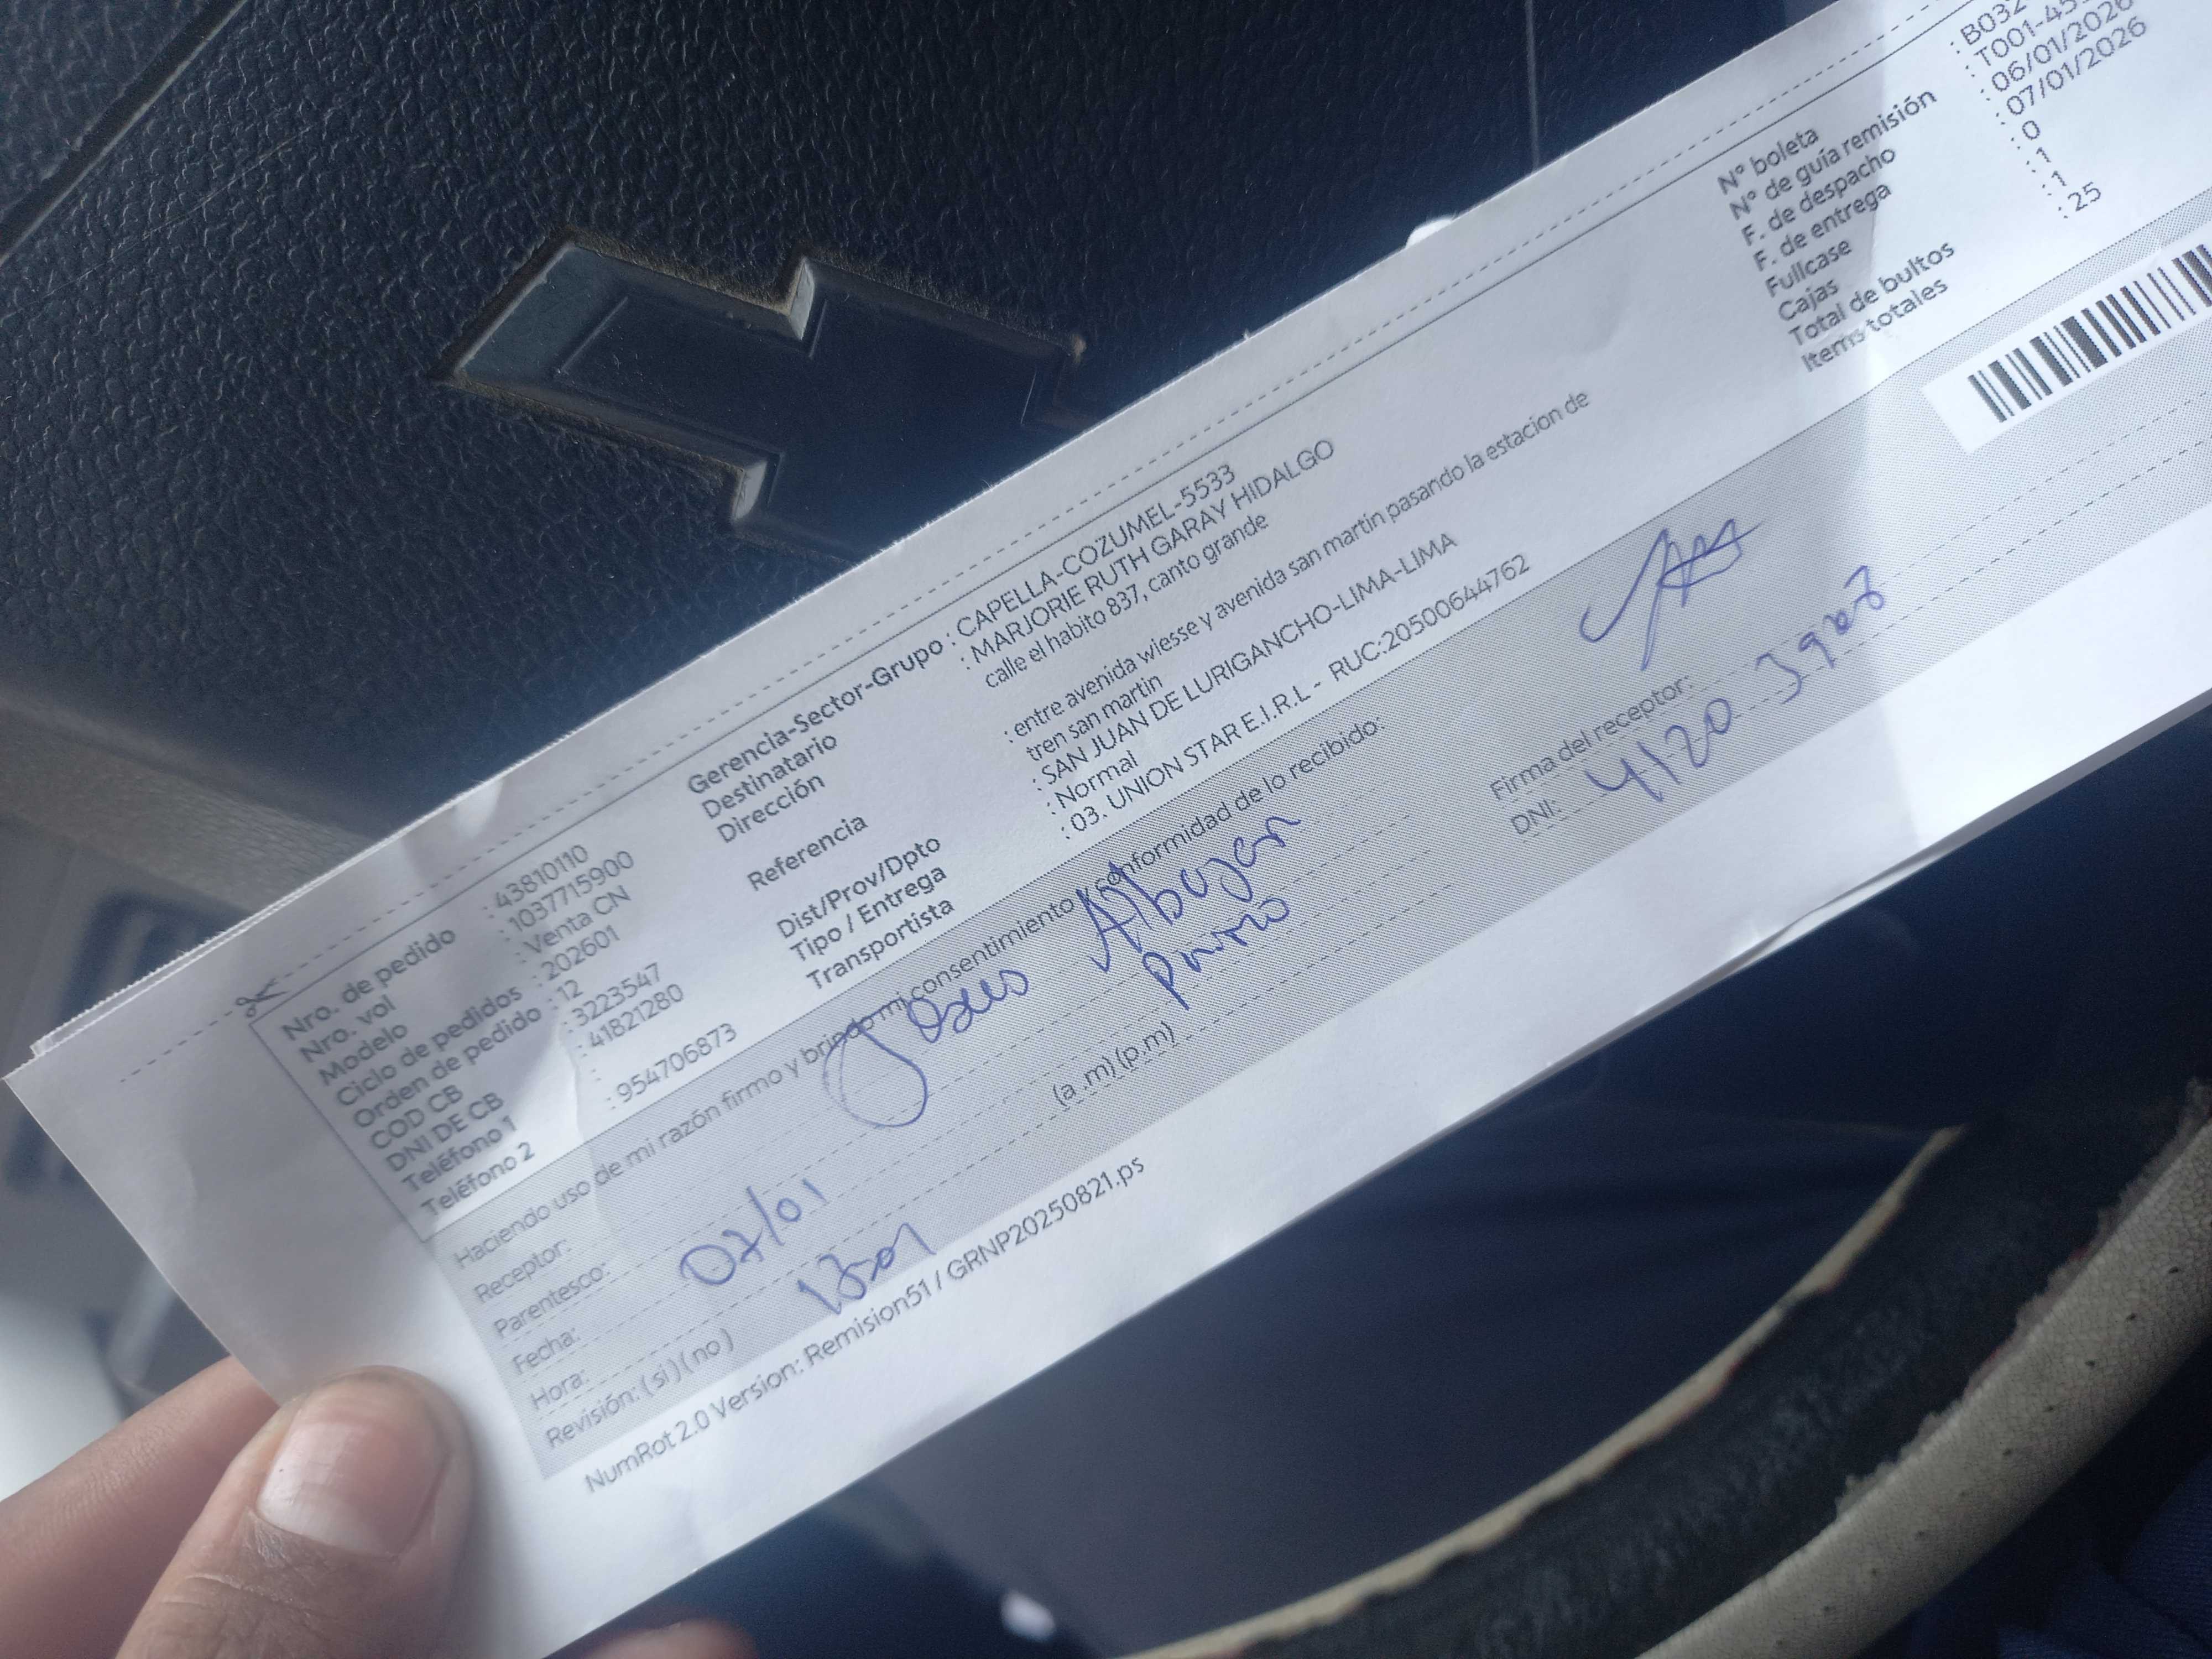 Nro. de pedido : 43810110
Nro. vol : 1037715900
Modelo : Venta CN
Ciclo de pedidos : 202601
Orden de pedido : 12
COD CB : 3223547
DNI DE CB : 41821280
Teléfono 1 :
Teléfono 2 : 954706873
Gerencia-Sector-Grupo : CAPELLA-COZUMEL-5533
Destinatario : MARJORIE RUTH GARAY HIDALGO
Dirección calle el habito 837, canto grande
Referencia : entre avenida wiesse y avenida san martin pasando la estacion de
tren san martin
Dist/Prov/Dpto : SAN JUAN DE LURIGANCHO-LIMA-LIMA
Tipo / Entrega : Normal
Transportista : 03. UNION STAR E.I.R.L - RUC:20500644762
N° boleta : B032
N° de guía remisión : T001-45
F. de despacho : 06/01/2026
F. de entrega : 07/01/2026
Fullcase : 0
Cajas : 1
Total de bultos : 1
Items totales : 25
Haciendo uso de mi razón firmo y brindo mi consentimiento y conformidad de lo recibido:
Receptor:
Parentesco:
Fecha: 07/01
Hora: (a .m) (p.m)
Revisión: ( si ) ( no )
Firma del receptor:
DNI:
NumRot 2.0 Version: Remision51 / GRNP20250821.ps